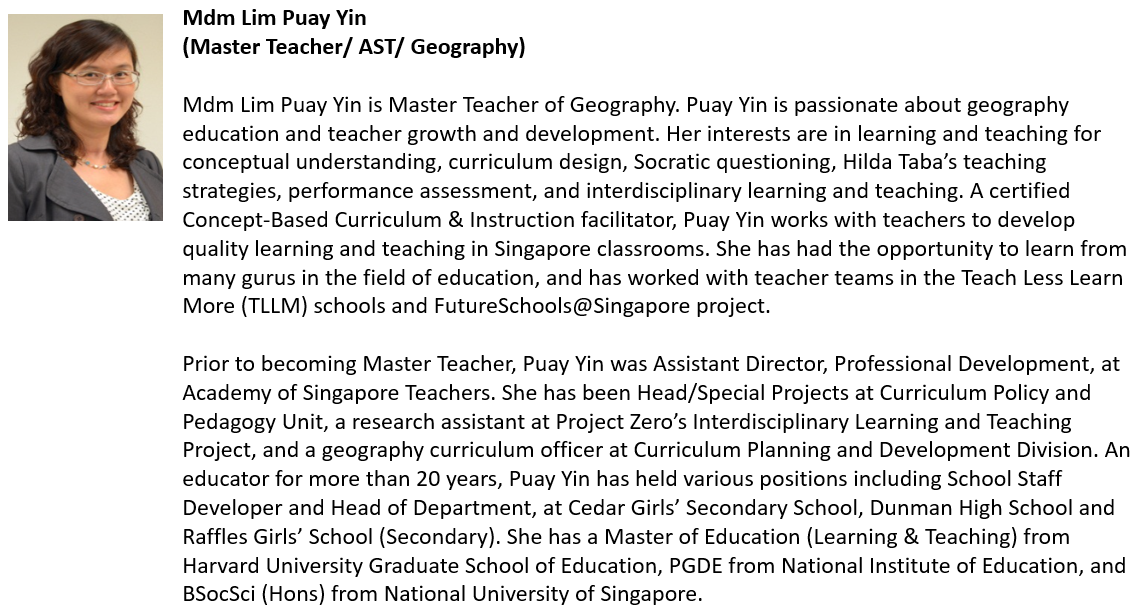 Mdm Lim Puay Yin
(Master Teacher/ AST/ Geography)
Mdm Lim Puay Yin is Master Teacher of Geography. Puay Yin is passionate about geography
education and teacher growth and development. Her interests are in learning and teaching for
conceptual understanding, curriculum design, Socratic questioning, Hilda Taba’s teaching
strategies, performance assessment, and interdisciplinary learning and teaching. A certified
Concept-Based Curriculum & Instruction facilitator, Puay Yin works with teachers to develop
quality learning and teaching in Singapore classrooms. She has had the opportunity to learn from
many gurus in the field of education, and has worked with teacher teams in the Teach Less Learn
More (TLLM) schools and FutureSchools@Singapore project.
Prior to becoming Master Teacher, Puay Yin was Assistant Director, Professional Development, at
Academy of Singapore Teachers. She has been Head/Special Projects at Curriculum Policy and
Pedagogy Unit, a research assistant at Project Zero’s Interdisciplinary Learning and Teaching
Project, and a geography curriculum officer at Curriculum Planning and Development Division. An
educator for more than 20 years, Puay Yin has held various positions including School Staff
Developer and Head of Department, at Cedar Girls’ Secondary School, Dunman High School and
Raffles Girls’ School (Secondary). She has a Master of Education (Learning & Teaching) from
Harvard University Graduate School of Education, PGDE from National Institute of Education, and
BSocSci (Hons) from National University of Singapore.